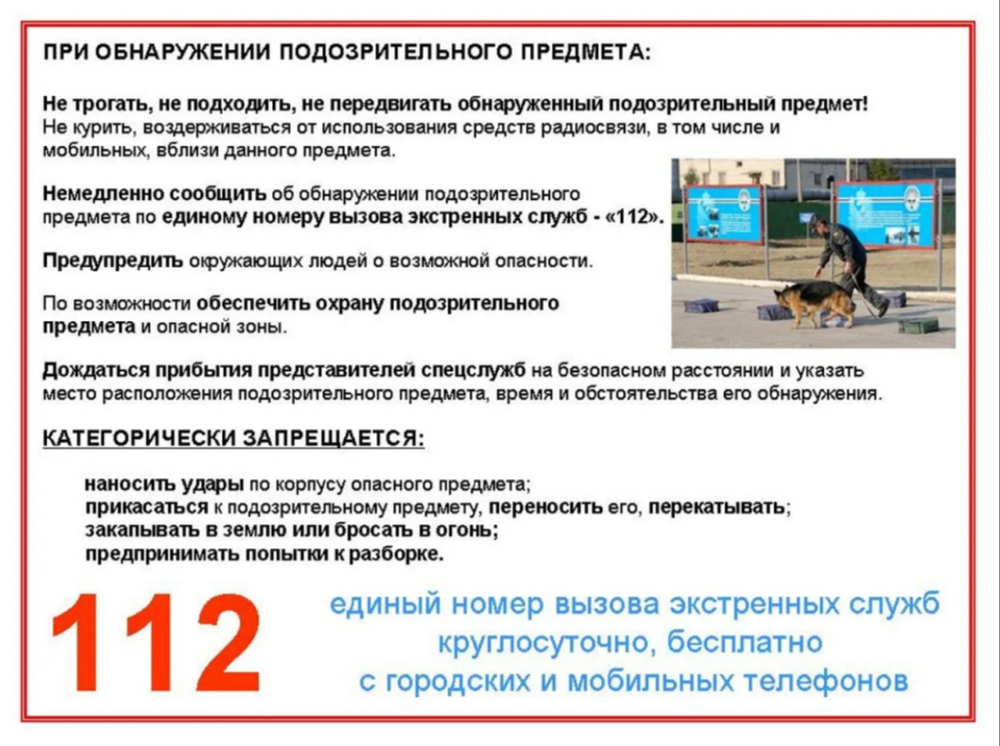 ПРИ ОБНАРУЖЕНИИ ПОДОЗРИТЕЛЬНОГО ПРЕДМЕТА:
Не трогать, не подходить, не передвигать обнаруженный подозрительный предмет!
Не курить, воздерживаться от использования средств радиосвязи, в том числе и
мобильных, вблизи данного предмета.
Немедленно сообщить об обнаружении подозрительного
предмета по единому номеру вызова экстренных служб - «112».
Предупредить окружающих людей о возможной опасности.
По возможности обеспечить охрану подозрительного
предмета и опасной зоны.
Дождаться прибытия представителей спецслужб на безопасном расстоянии и указать
место расположения подозрительного предмета, время и обстоятельства его обнаружения.
КАТЕГОРИЧЕСКИ ЗАПРЕЩАЕТСЯ:
наносить удары по корпусу опасного предмета;
прикасаться к подозрительному предмету, переносить его, перекатывать;
закапывать в землю или бросать в огонь;
предпринимать попытки к разборке.
112
единый номер вызова экстренных служб
круглосуточно, бесплатно
с городских и мобильных телефонов